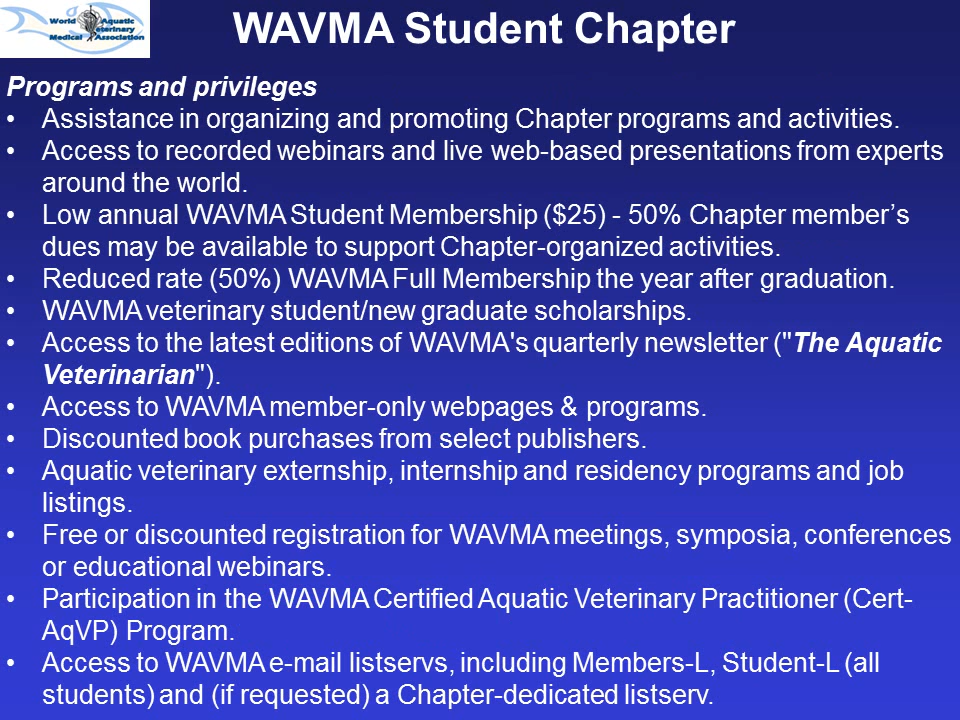 World Aquatic
Veterinary
Medical Association
WAVMA Student Chapter
Programs and privileges
• Assistance in organizing and promoting Chapter programs and activities.
• Access to recorded webinars and live web-based presentations from experts
around the world.
• Low annual WAVMA Student Membership ($25) - 50% Chapter member’s
dues may be available to support Chapter-organized activities.
• Reduced rate (50%) WAVMA Full Membership the year after graduation.
• WAVMA veterinary student/new graduate scholarships.
• Access to the latest editions of WAVMA's quarterly newsletter ("The Aquatic
Veterinarian").
• Access to WAVMA member-only webpages & programs.
• Discounted book purchases from select publishers.
• Aquatic veterinary externship, internship and residency programs and job
listings.
• Free or discounted registration for WAVMA meetings, symposia, conferences
or educational webinars.
• Participation in the WAVMA Certified Aquatic Veterinary Practitioner (Cert-
AqVP) Program.
• Access to WAVMA e-mail listservs, including Members-L, Student-L (all
students) and (if requested) a Chapter-dedicated listserv.